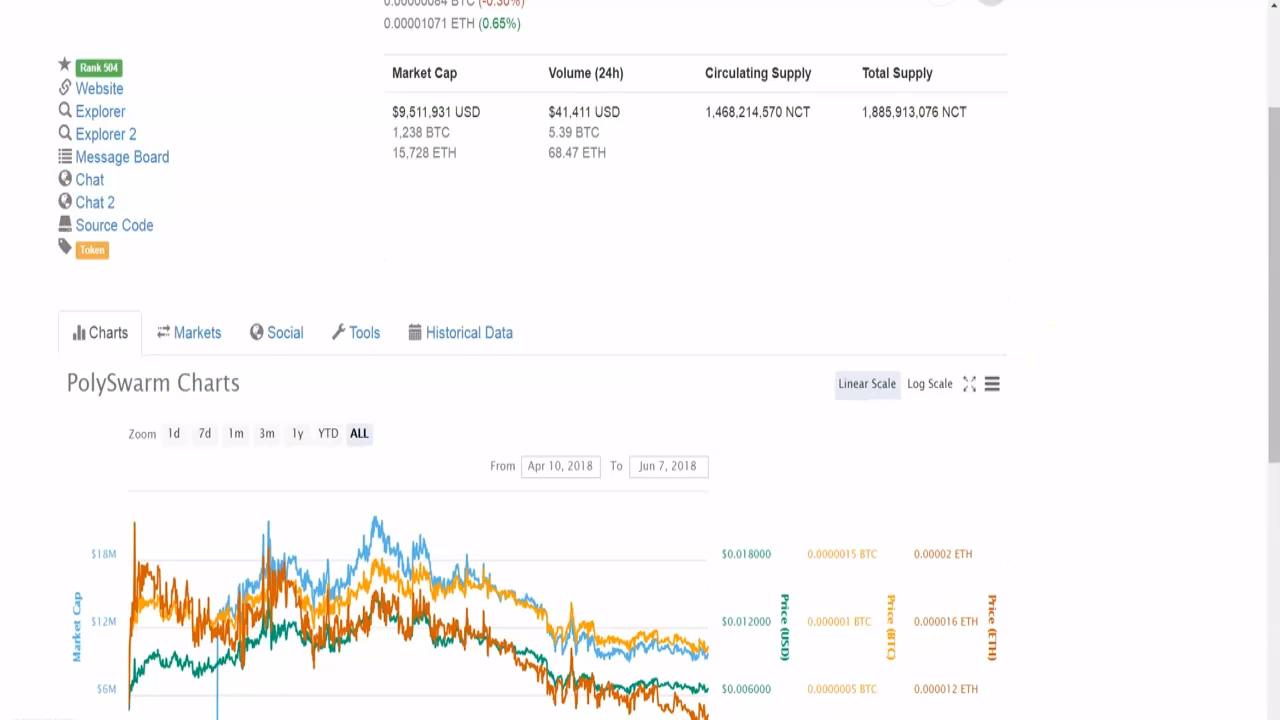 0.00000084 BTC (-0.30%)
0.00001071 ETH (0.65%)
Rank 504
Website
Explorer
Explorer 2
Message Board
Chat
Chat 2
Source Code
Token
Market Cap Volume (24h) Circulating Supply Total Supply
$9,511,931 USD $41,411 USD 1,468,214,570 NCT 1,885,913,076 NCT
1,238 BTC 5.39 BTC
15,728 ETH 68.47 ETH
Charts Markets Social Tools Historical Data
PolySwarm Charts
Linear Scale Log Scale
Zoom 1d 7d 1m 3m 1y YTD ALL
From Apr 10, 2018 To Jun 7, 2018
$18M $0.018000 0.0000015 BTC 0.00002 ETH
$12M $0.012000 0.000001 BTC 0.000016 ETH
$6M $0.006000 0.0000005 BTC 0.000012 ETH
Market Cap
Price (USD)
Price (BTC)
Price (ETH)